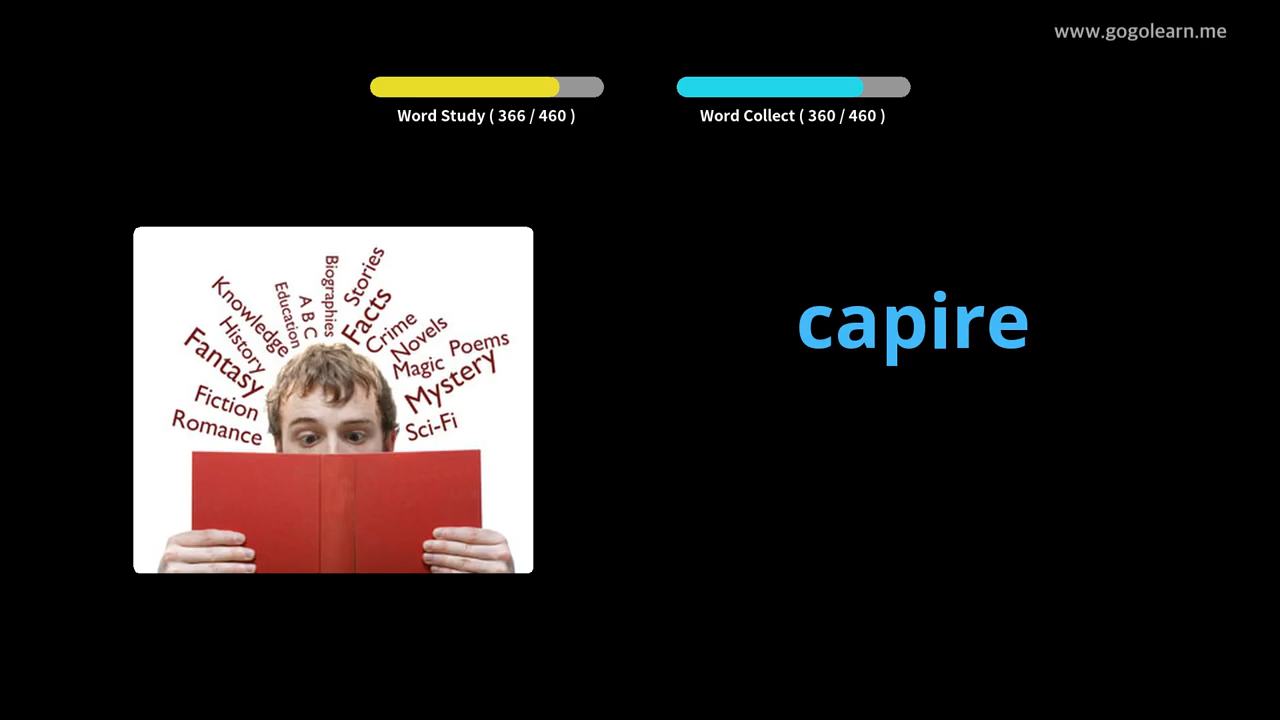 www.gogolearn.me
Word Study ( 366 / 460 )
Word Collect ( 360 / 460 )
capire
Biographies
Stories
Education
A B C
Facts
Knowledge
Crime
History
Novels
Poems
Fantasy
Magic
Mystery
Fiction
Sci-Fi
Romance